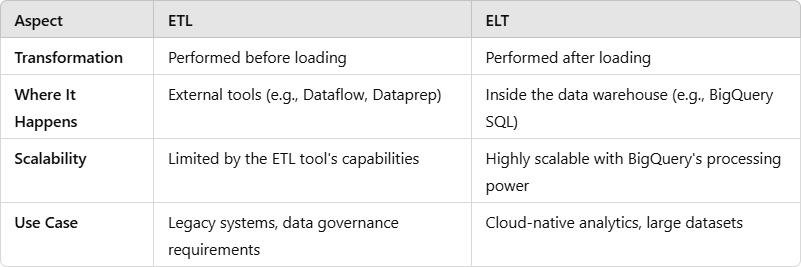 Aspect ETL ELT
Transformation Performed before loading Performed after loading
Where It External tools (e.g., Dataflow, Dataprep) Inside the data warehouse (e.g., BigQuery
Happens SQL)
Scalability Limited by the ETL tool's capabilities Highly scalable with BigQuery's processing
power
Use Case Legacy systems, data governance Cloud-native analytics, large datasets
requirements